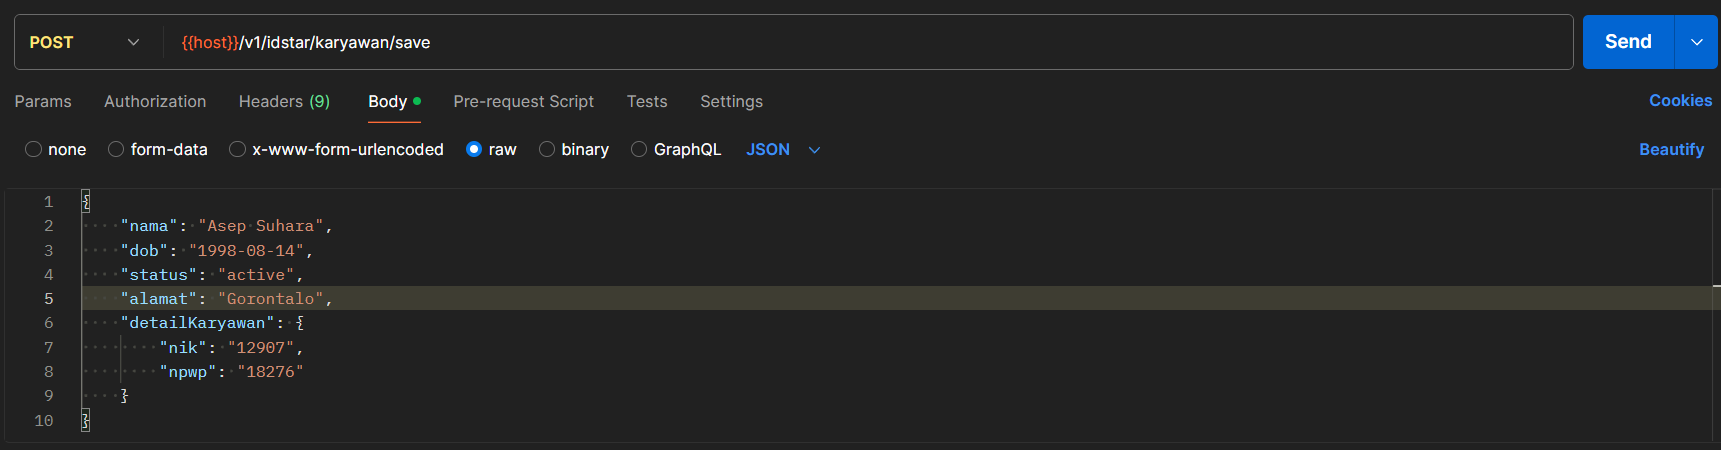 POST {{host}}/v1/idstar/karyawan/save Send
Params Authorization Headers (9) Body Pre-request Script Tests Settings Cookies
none form-data x-www-form-urlencoded raw binary GraphQL JSON Beautify
1 {
2 "nama": "Asep Suhara",
3 "dob": "1998-08-14",
4 "status": "active",
5 "alamat": "Gorontalo",
6 "detailKaryawan": {
7 "nik": "12907",
8 "npwp": "18276"
9 }
10 }